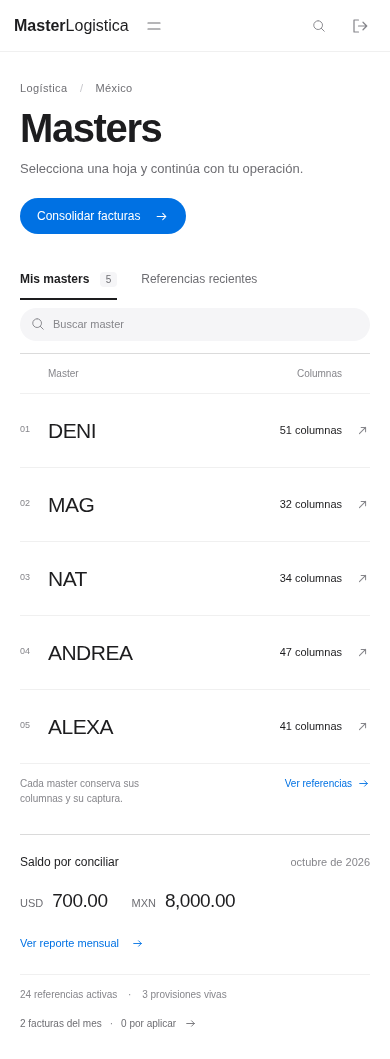 MasterLogistica
Logística / México
Masters
Selecciona una hoja y continúa con tu operación.
Consolidar facturas
Mis masters 5 Referencias recientes
Buscar master
Master Columnas
01 DENI 51 columnas
02 MAG 32 columnas
03 NAT 34 columnas
04 ANDREA 47 columnas
05 ALEXA 41 columnas
Cada master conserva sus Ver referencias
columnas y su captura.
Saldo por conciliar octubre de 2026
USD 700.00 MXN 8,000.00
Ver reporte mensual
24 referencias activas · 3 provisiones vivas
2 facturas del mes · 0 por aplicar